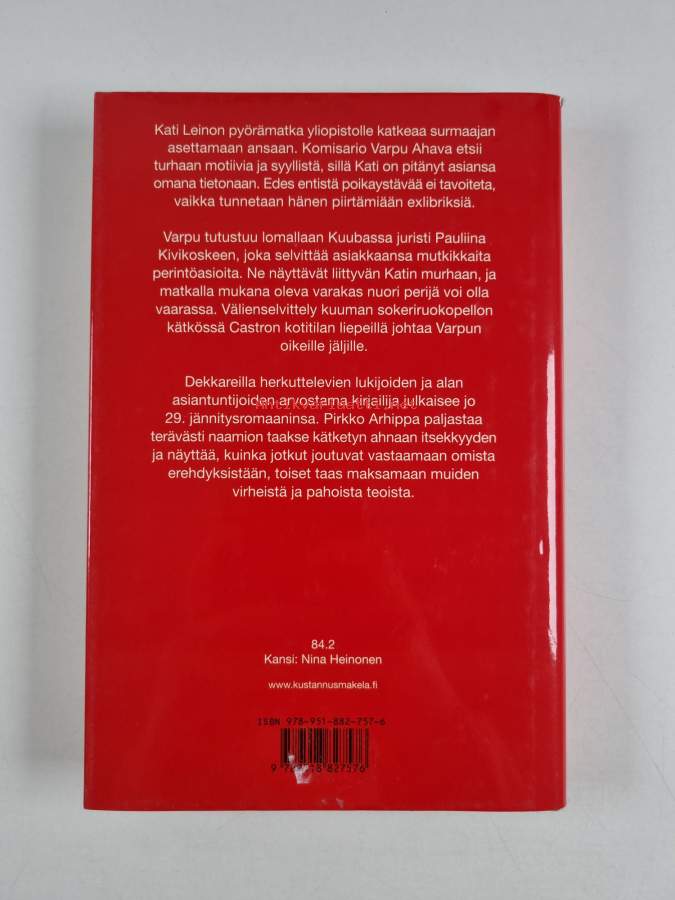 Kati Leinon pyörämatka yliopistolle katkeaa surmaajan
asettamaan ansaan. Komisario Varpu Ahava etsii
turhaan motiivia ja syyllistä, sillä Kati on pitänyt asiansa
omana tietonaan. Edes entistä poikaystävää ei tavoiteta,
vaikka tunnetaan hänen piirtämiään exlibriksiä.
Varpu tutustuu lomallaan Kuubassa juristi Pauliina
Kivikoskeen, joka selvittää asiakkaansa mutkikkaita
perintöasioita. Ne näyttävät liittyvän Katin murhaan, ja
matkalla mukana oleva varakas nuori perijä voi olla
vaarassa. Välienselvittely kuuman sokeriruokopellon
kätkössä Castron kotitilan liepeillä johtaa Varpun
oikeille jäljille.
Dekkareilla herkuttelevien lukijoiden ja alan
asiantuntijoiden arvostama kirjailija julkaisee jo
29. jännitysromaaninsa. Pirkko Arhippa paljastaa
terävästi naamion taakse kätketyn ahnaan itsekkyyden
ja näyttää, kuinka jotkut joutuvat vastaamaan omista
erehdyksistään, toiset taas maksamaan muiden
virheistä ja pahoista teoista.
84.2
Kansi: Nina Heinonen
www.kustannusmakela.fi
ISBN 978-951-882-757-6